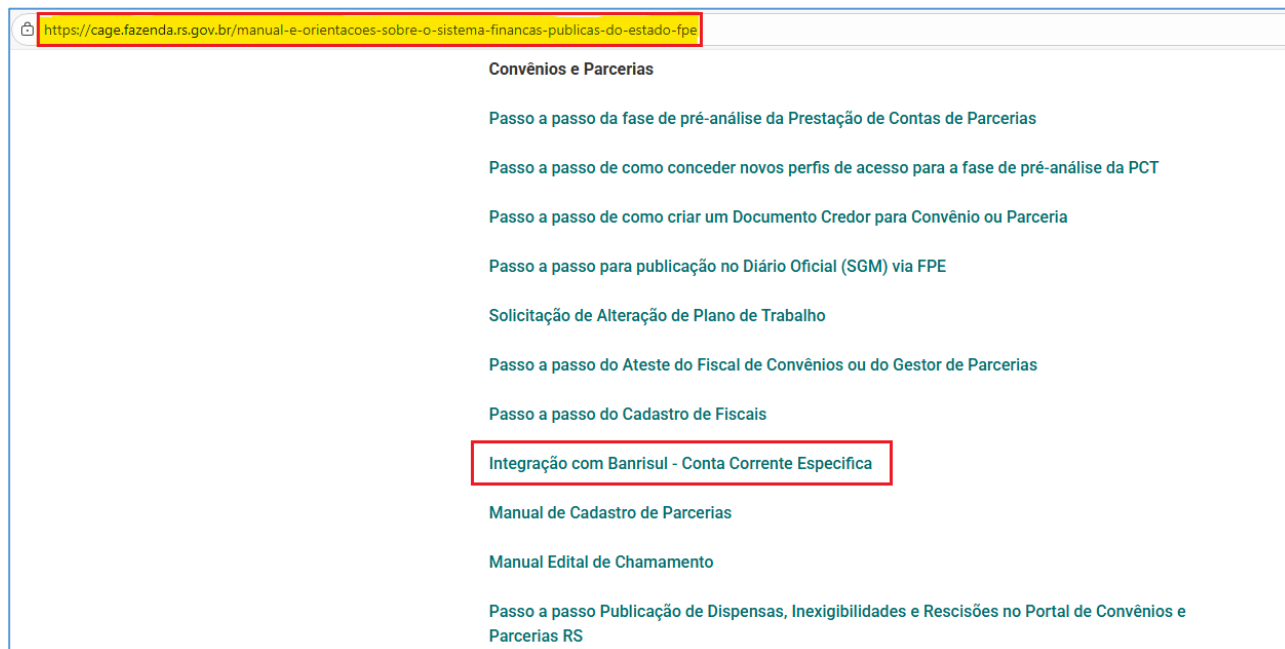 https://cage.fazenda.rs.gov.br/manual-e-orientacoes-sobre-o-sistema-financas-publicas-do-estado-fpe
Convênios e Parcerias
Passo a passo da fase de pré-análise da Prestação de Contas de Parcerias
Passo a passo de como conceder novos perfis de acesso para a fase de pré-análise da PCT
Passo a passo de como criar um Documento Credor para Convênio ou Parceria
Passo a passo para publicação no Diário Oficial (SGM) via FPE
Solicitação de Alteração de Plano de Trabalho
Passo a passo do Ateste do Fiscal de Convênios ou do Gestor de Parcerias
Passo a passo do Cadastro de Fiscais
Integração com Banrisul - Conta Corrente Especifica
Manual de Cadastro de Parcerias
Manual Edital de Chamamento
Passo a passo Publicação de Dispensas, Inexigibilidades e Rescisões no Portal de Convênios e
Parcerias RS